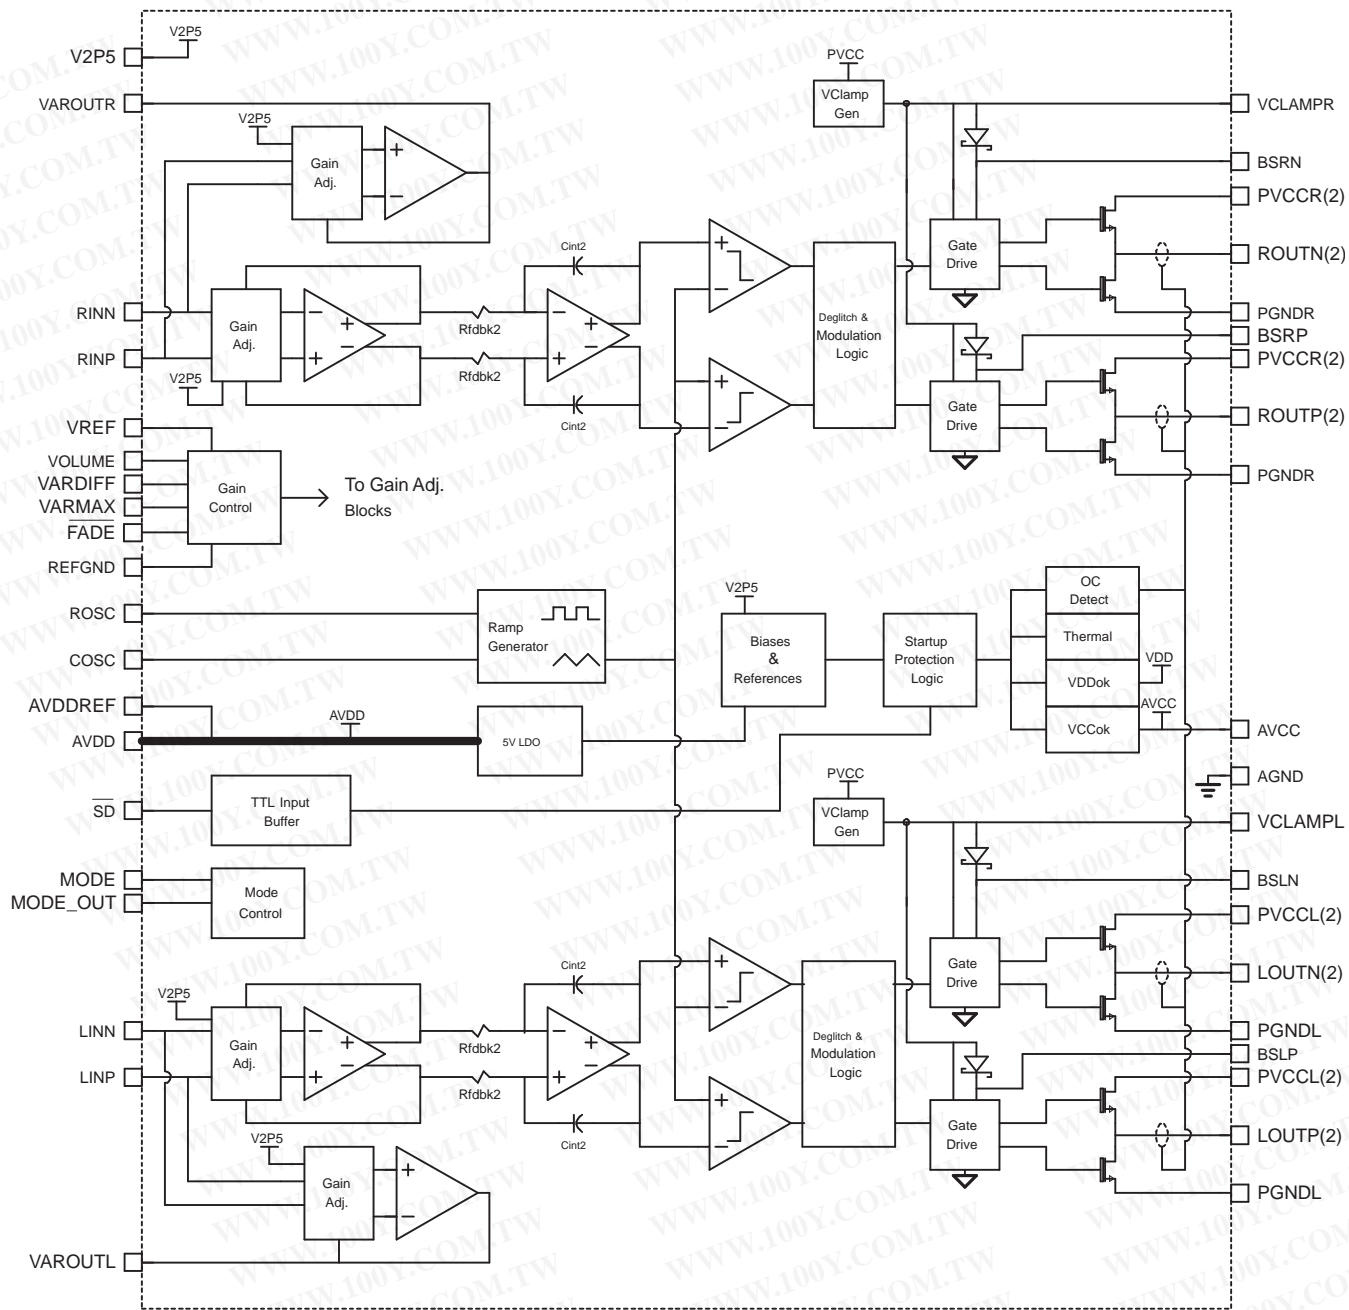 V2P5
V2P5
VAROUTR
V2P5
Gain
Adj.
RINN
RINP
Gain
Adj.
V2P5
Rfdbk2
Rfdbk2
Cint2
Cint2
Deglitch &
Modulation
Logic
PVCC
VClamp
Gen
Gate
Drive
Gate
Drive
VCLAMPR
BSRN
PVCCR(2)
ROUTN(2)
PGNDR
BSRP
PVCCR(2)
ROUTP(2)
PGNDR
VREF
VOLUME
VARDIFF
VARMAX
FADE
REFGND
Gain
Control
To Gain Adj.
Blocks
ROSC
COSC
Ramp
Generator
V2P5
Biases
&
References
Startup
Protection
Logic
OC
Detect
Thermal
VDDok
VCCok
VDD
AVCC
AVDDREF
AVDD
AVDD
5V LDO
AVCC
AGND
SD
TTL Input
Buffer
MODE
MODE_OUT
Mode
Control
PVCC
VClamp
Gen
VCLAMPL
BSLN
PVCCL(2)
LOUTN(2)
PGNDL
BSLP
PVCCL(2)
LOUTP(2)
PGNDL
Gate
Drive
Gate
Drive
V2P5
LINN
LINP
Gain
Adj.
Rfdbk2
Rfdbk2
Cint2
Cint2
Deglitch &
Modulation
Logic
V2P5
Gain
Adj.
VAROUTL
WWW.100Y.COM.TW